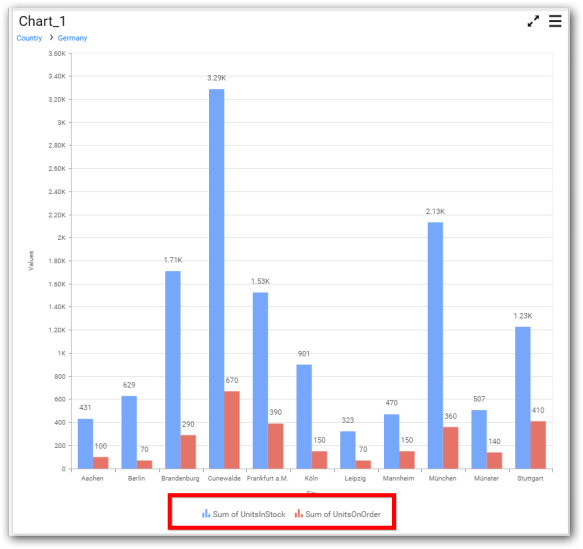 Chart_1
Country > Germany
3.60K
3.40K
3.29K
3.20K
3K
2.80K
2.60K
2.40K
2.20K
2.13K
2K
Values
1.80K
1.71K
1.60K
1.53K
1.40K
1.23K
1.20K
1K
901
800
670
629
600
507
470
431
410
400
390
360
323
290
200
150
150
140
100
70
70
0
Aachen Berlin Brandenburg Cunewalde Frankfurt a.M. Köln Leipzig Mannheim München Münster Stuttgart
Sum of UnitsInStock Sum of UnitsOnOrder